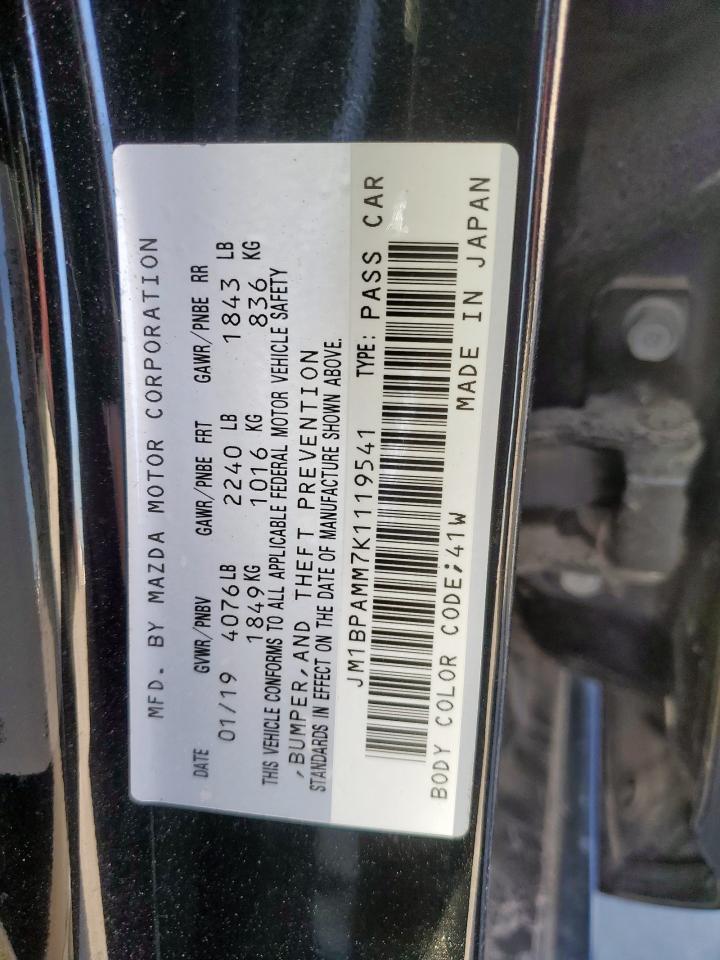 MFD. BY MAZDA MOTOR CORPORATION
DATE GVWR/PNBV GAWR/PNBE FRT GAWR/PNBE RR
01/19 4076LB 2240 LB 1843 LB
1849KG 1016 KG 836 KG
THIS VEHICLE CONFORMS TO ALL APPLICABLE FEDERAL MOTOR VEHICLE SAFETY
,BUMPER,AND THEFT PREVENTION
STANDARDS IN EFFECT ON THE DATE OF MANUFACTURE SHOWN ABOVE.
JM1BPAMM7K1119541 TYPE: PASS CAR
BODY COLOR CODE;41W MADE IN JAPAN